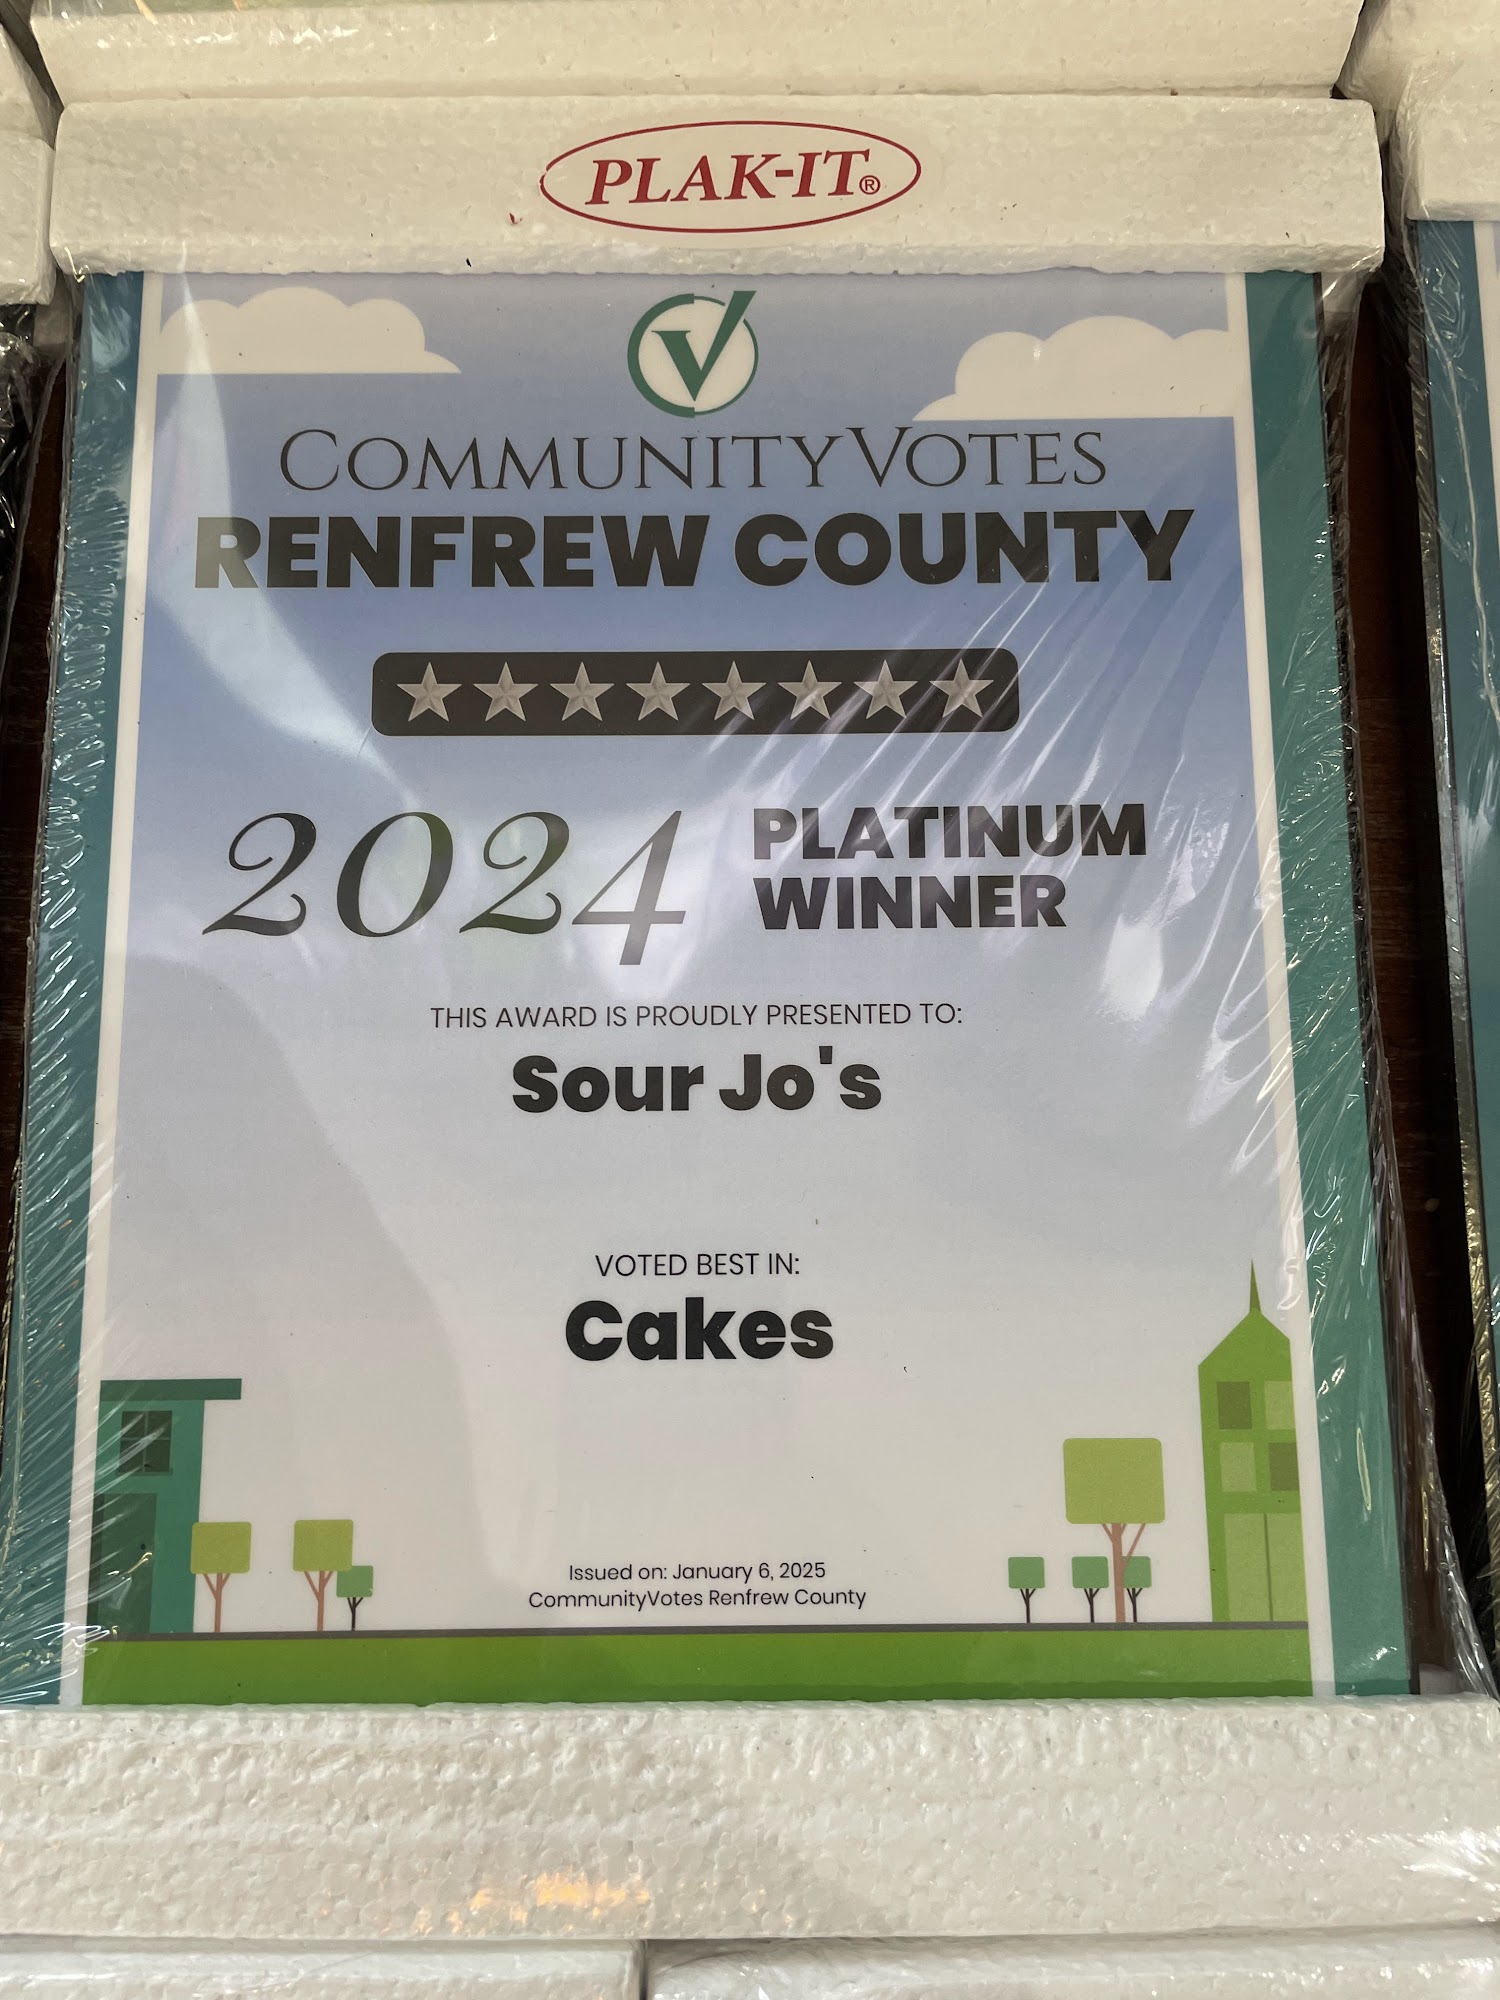 PLAK-IT®
V
COMMUNITYVOTES
RENFREW COUNTY
2024 PLATINUM
WINNER
THIS AWARD IS PROUDLY PRESENTED TO:
Sour Jo's
VOTED BEST IN:
Cakes
Issued on: January 6, 2025
CommunityVotes Renfrew County